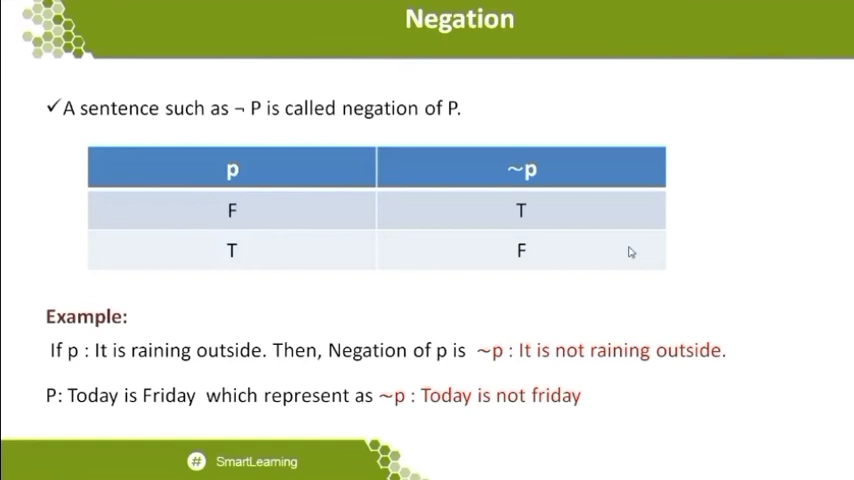 Negation
✓A sentence such as ¬ P is called negation of P.
p ~p
F T
T F
Example:
If p : It is raining outside. Then, Negation of p is ~p : It is not raining outside.
P: Today is Friday which represent as ~p : Today is not friday
# SmartLearning